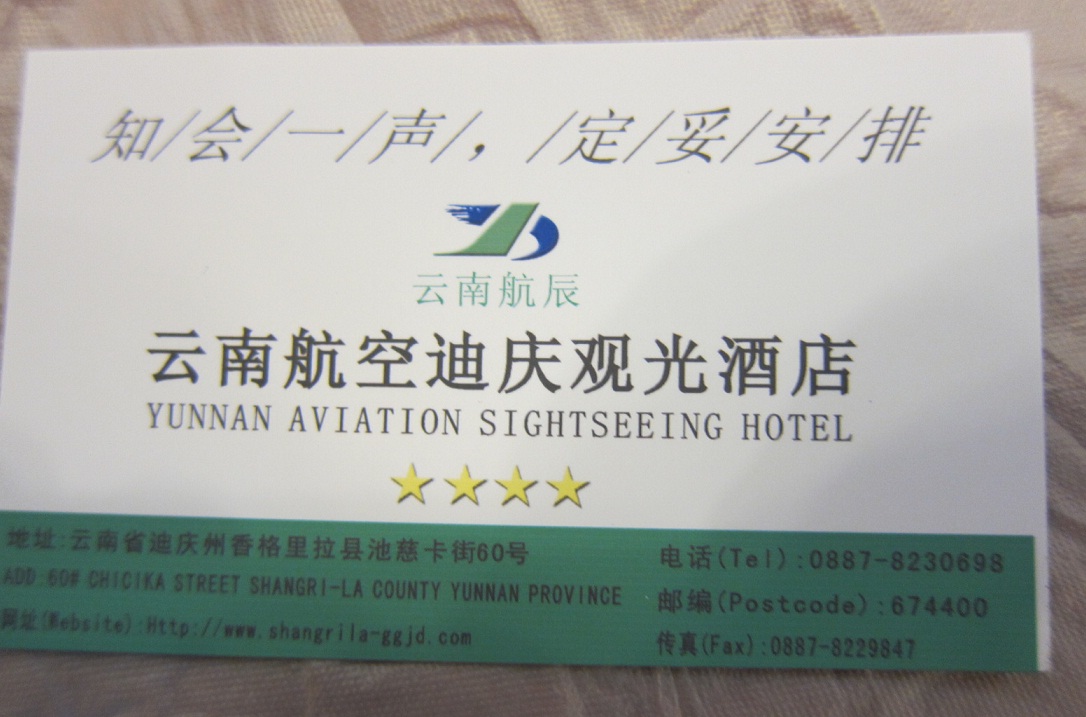 知/会/一/声/，/定/妥/安/排
云南航辰
云南航空迪庆观光酒店
YUNNAN AVIATION SIGHTSEEING HOTEL
地址:云南省迪庆州香格里拉县池慈卡街60号
ADD:60# CHICIKA STREET SHANGRI-LA COUNTY YUNNAN PROVINCE
网址(Website):Http://www.shangrila-ggjd.com
电话(Tel):0887-8230698
邮编(Postcode):674400
传真(Fax):0887-8229847